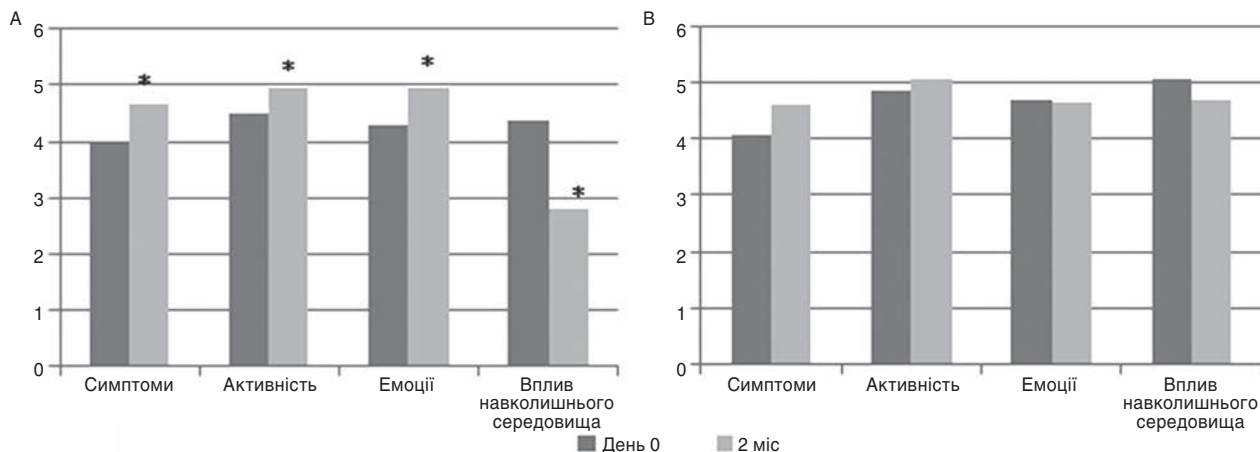 A
6
5
4
3
2
1
0
* * * *
Симптоми Активність Емоції Вплив
навколишнього
середовища
B
6
5
4
3
2
1
0
Симптоми Активність Емоції Вплив
навколишнього
середовища
День 0 2 міс